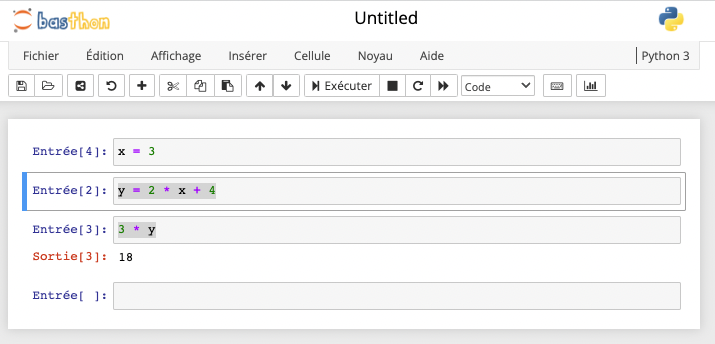 basthon
Untitled
Fichier Édition Affichage Insérer Cellule Noyau Aide Python 3
Exécuter Code
Entrée[4]: x = 3
Entrée[2]: y = 2 * x + 4
Entrée[3]: 3 * y
Sortie[3]: 18
Entrée[ ]: